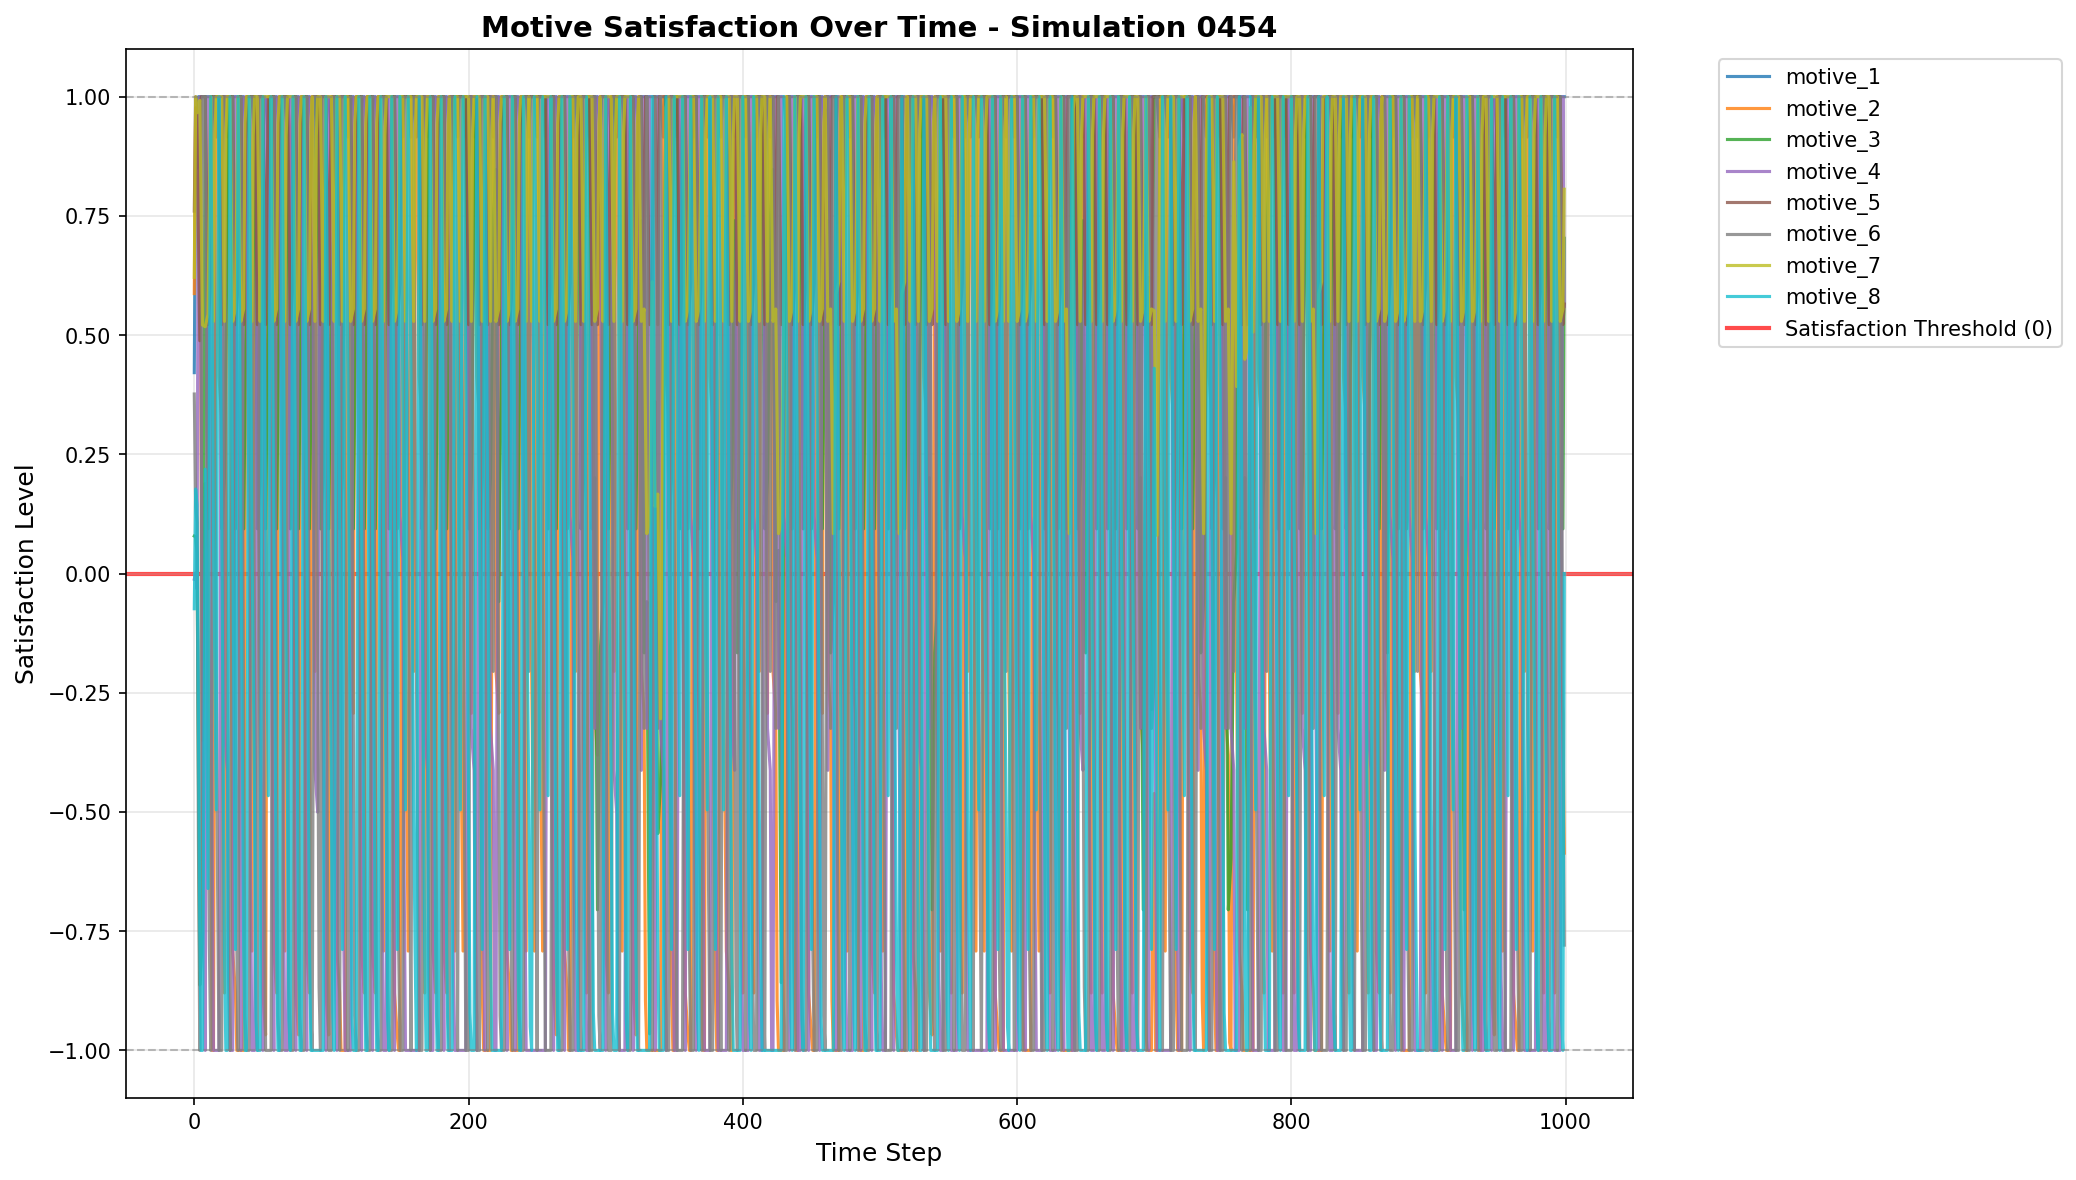 Motive Satisfaction Over Time - Simulation 0454
1.00
0.75
0.50
0.25
0.00
−0.25
−0.50
−0.75
−1.00
Satisfaction Level
0
200
400
600
800
1000
Time Step
motive_1
motive_2
motive_3
motive_4
motive_5
motive_6
motive_7
motive_8
Satisfaction Threshold (0)